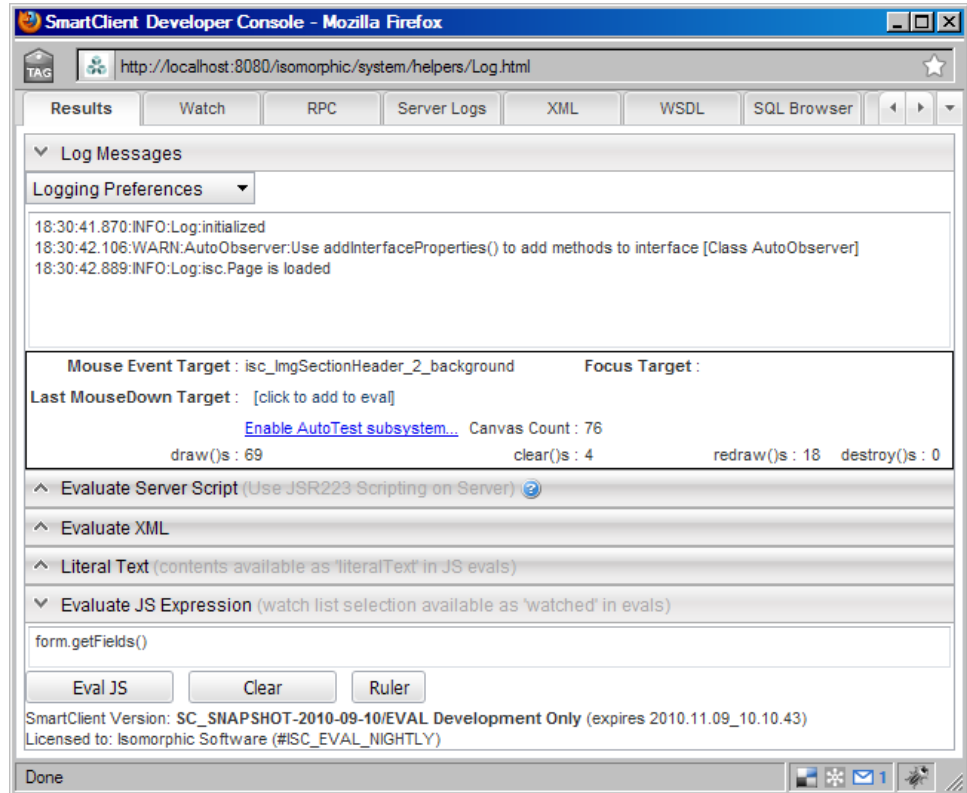 SmartClient Developer Console - Mozilla Firefox
TAG http://localhost:8080/isomorphic/system/helpers/Log.html
Results Watch RPC Server Logs XML WSDL SQL Browser
Log Messages
Logging Preferences
18:30:41.870:INFO:Log:initialized
18:30:42.106:WARN:AutoObserver:Use addInterfaceProperties() to add methods to interface [Class AutoObserver]
18:30:42.889:INFO:Log:isc.Page is loaded
Mouse Event Target : isc_ImgSectionHeader_2_background Focus Target :
Last MouseDown Target : [click to add to eval]
Enable AutoTest subsystem... Canvas Count : 76
draw()s : 69 clear()s : 4 redraw()s : 18 destroy()s : 0
Evaluate Server Script (Use JSR223 Scripting on Server) ?
Evaluate XML
Literal Text (contents available as 'literalText' in JS evals)
Evaluate JS Expression (watch list selection available as 'watched' in evals)
form.getFields()
Eval JS Clear Ruler
SmartClient Version: SC_SNAPSHOT-2010-09-10/EVAL Development Only (expires 2010.11.09_10.10.43)
Licensed to: Isomorphic Software (#ISC_EVAL_NIGHTLY)
Done 1